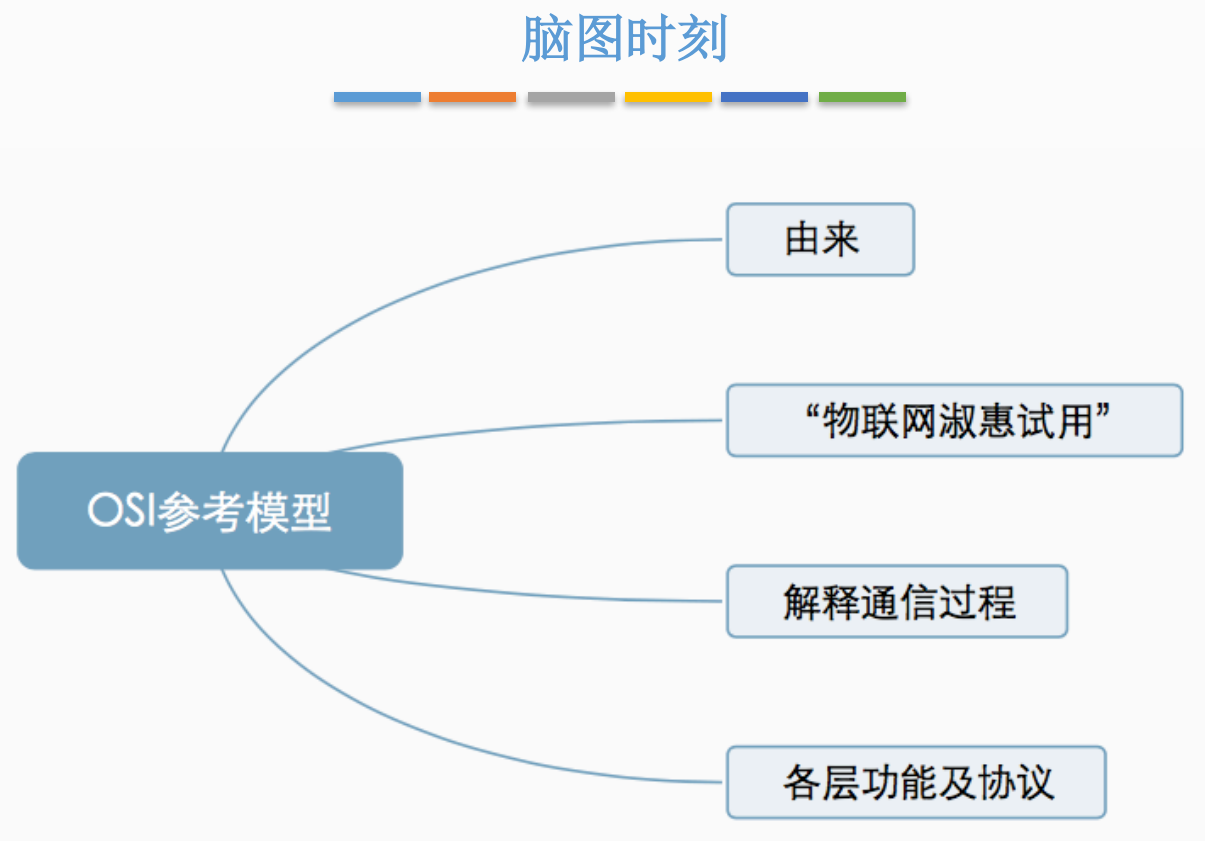 脑图时刻
由来
“物联网淑惠试用”
OSI参考模型
解释通信过程
各层功能及协议